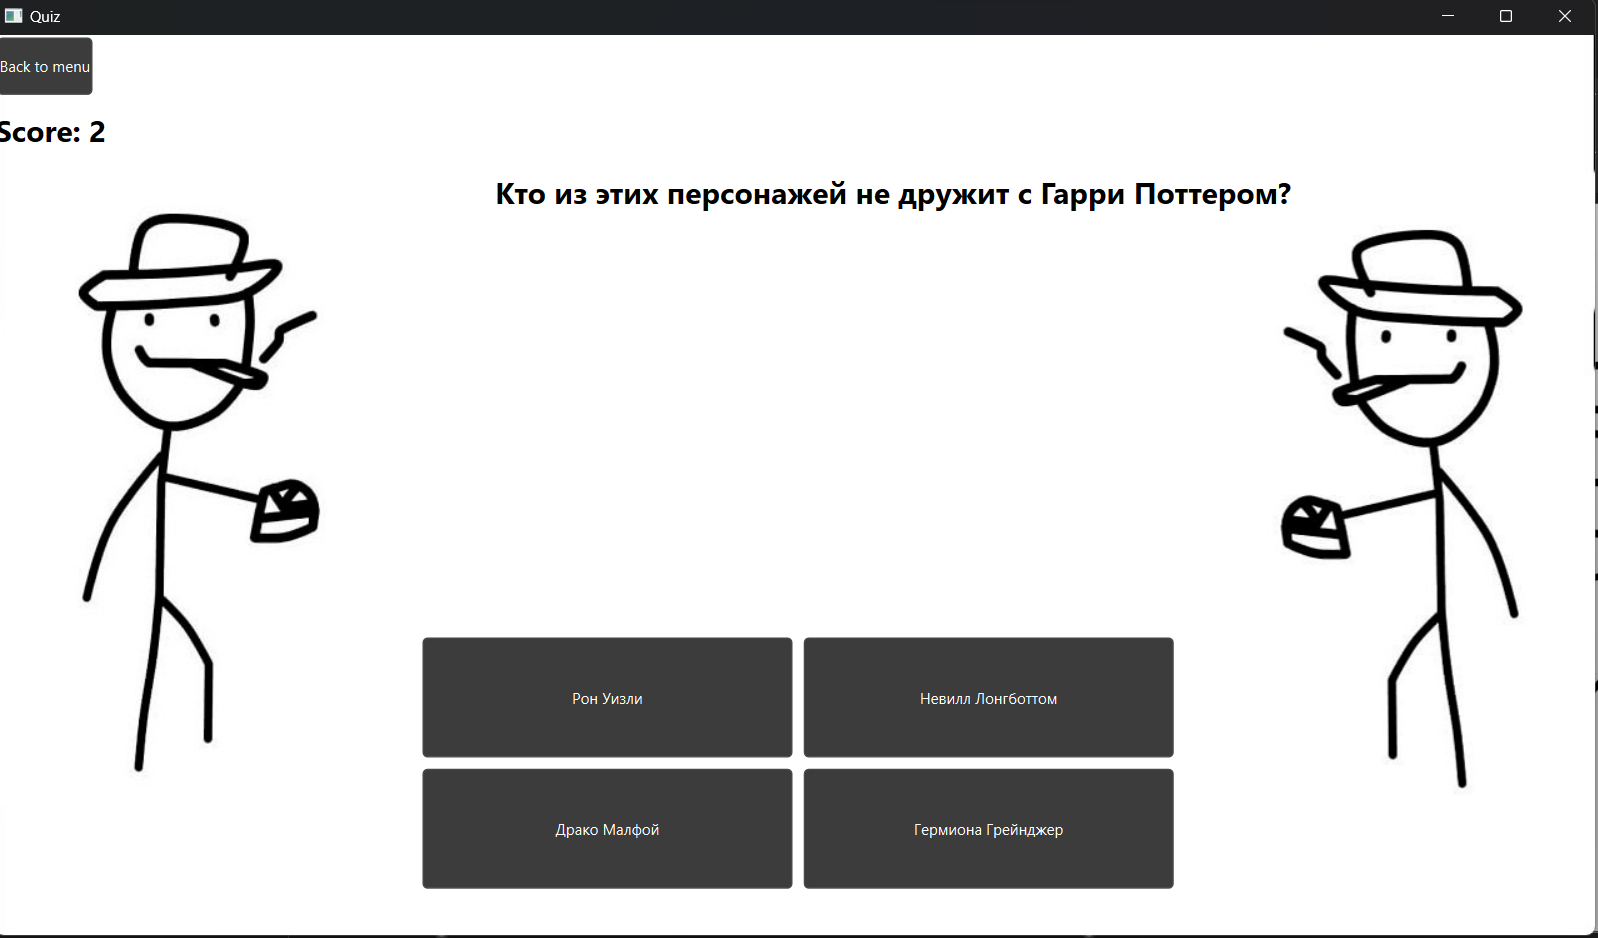 Quiz
Back to menu
Score: 2
Кто из этих персонажей не дружит с Гарри Поттером?
Рон Уизли
Невилл Лонгботтом
Драко Малфой
Гермиона Грейнджер